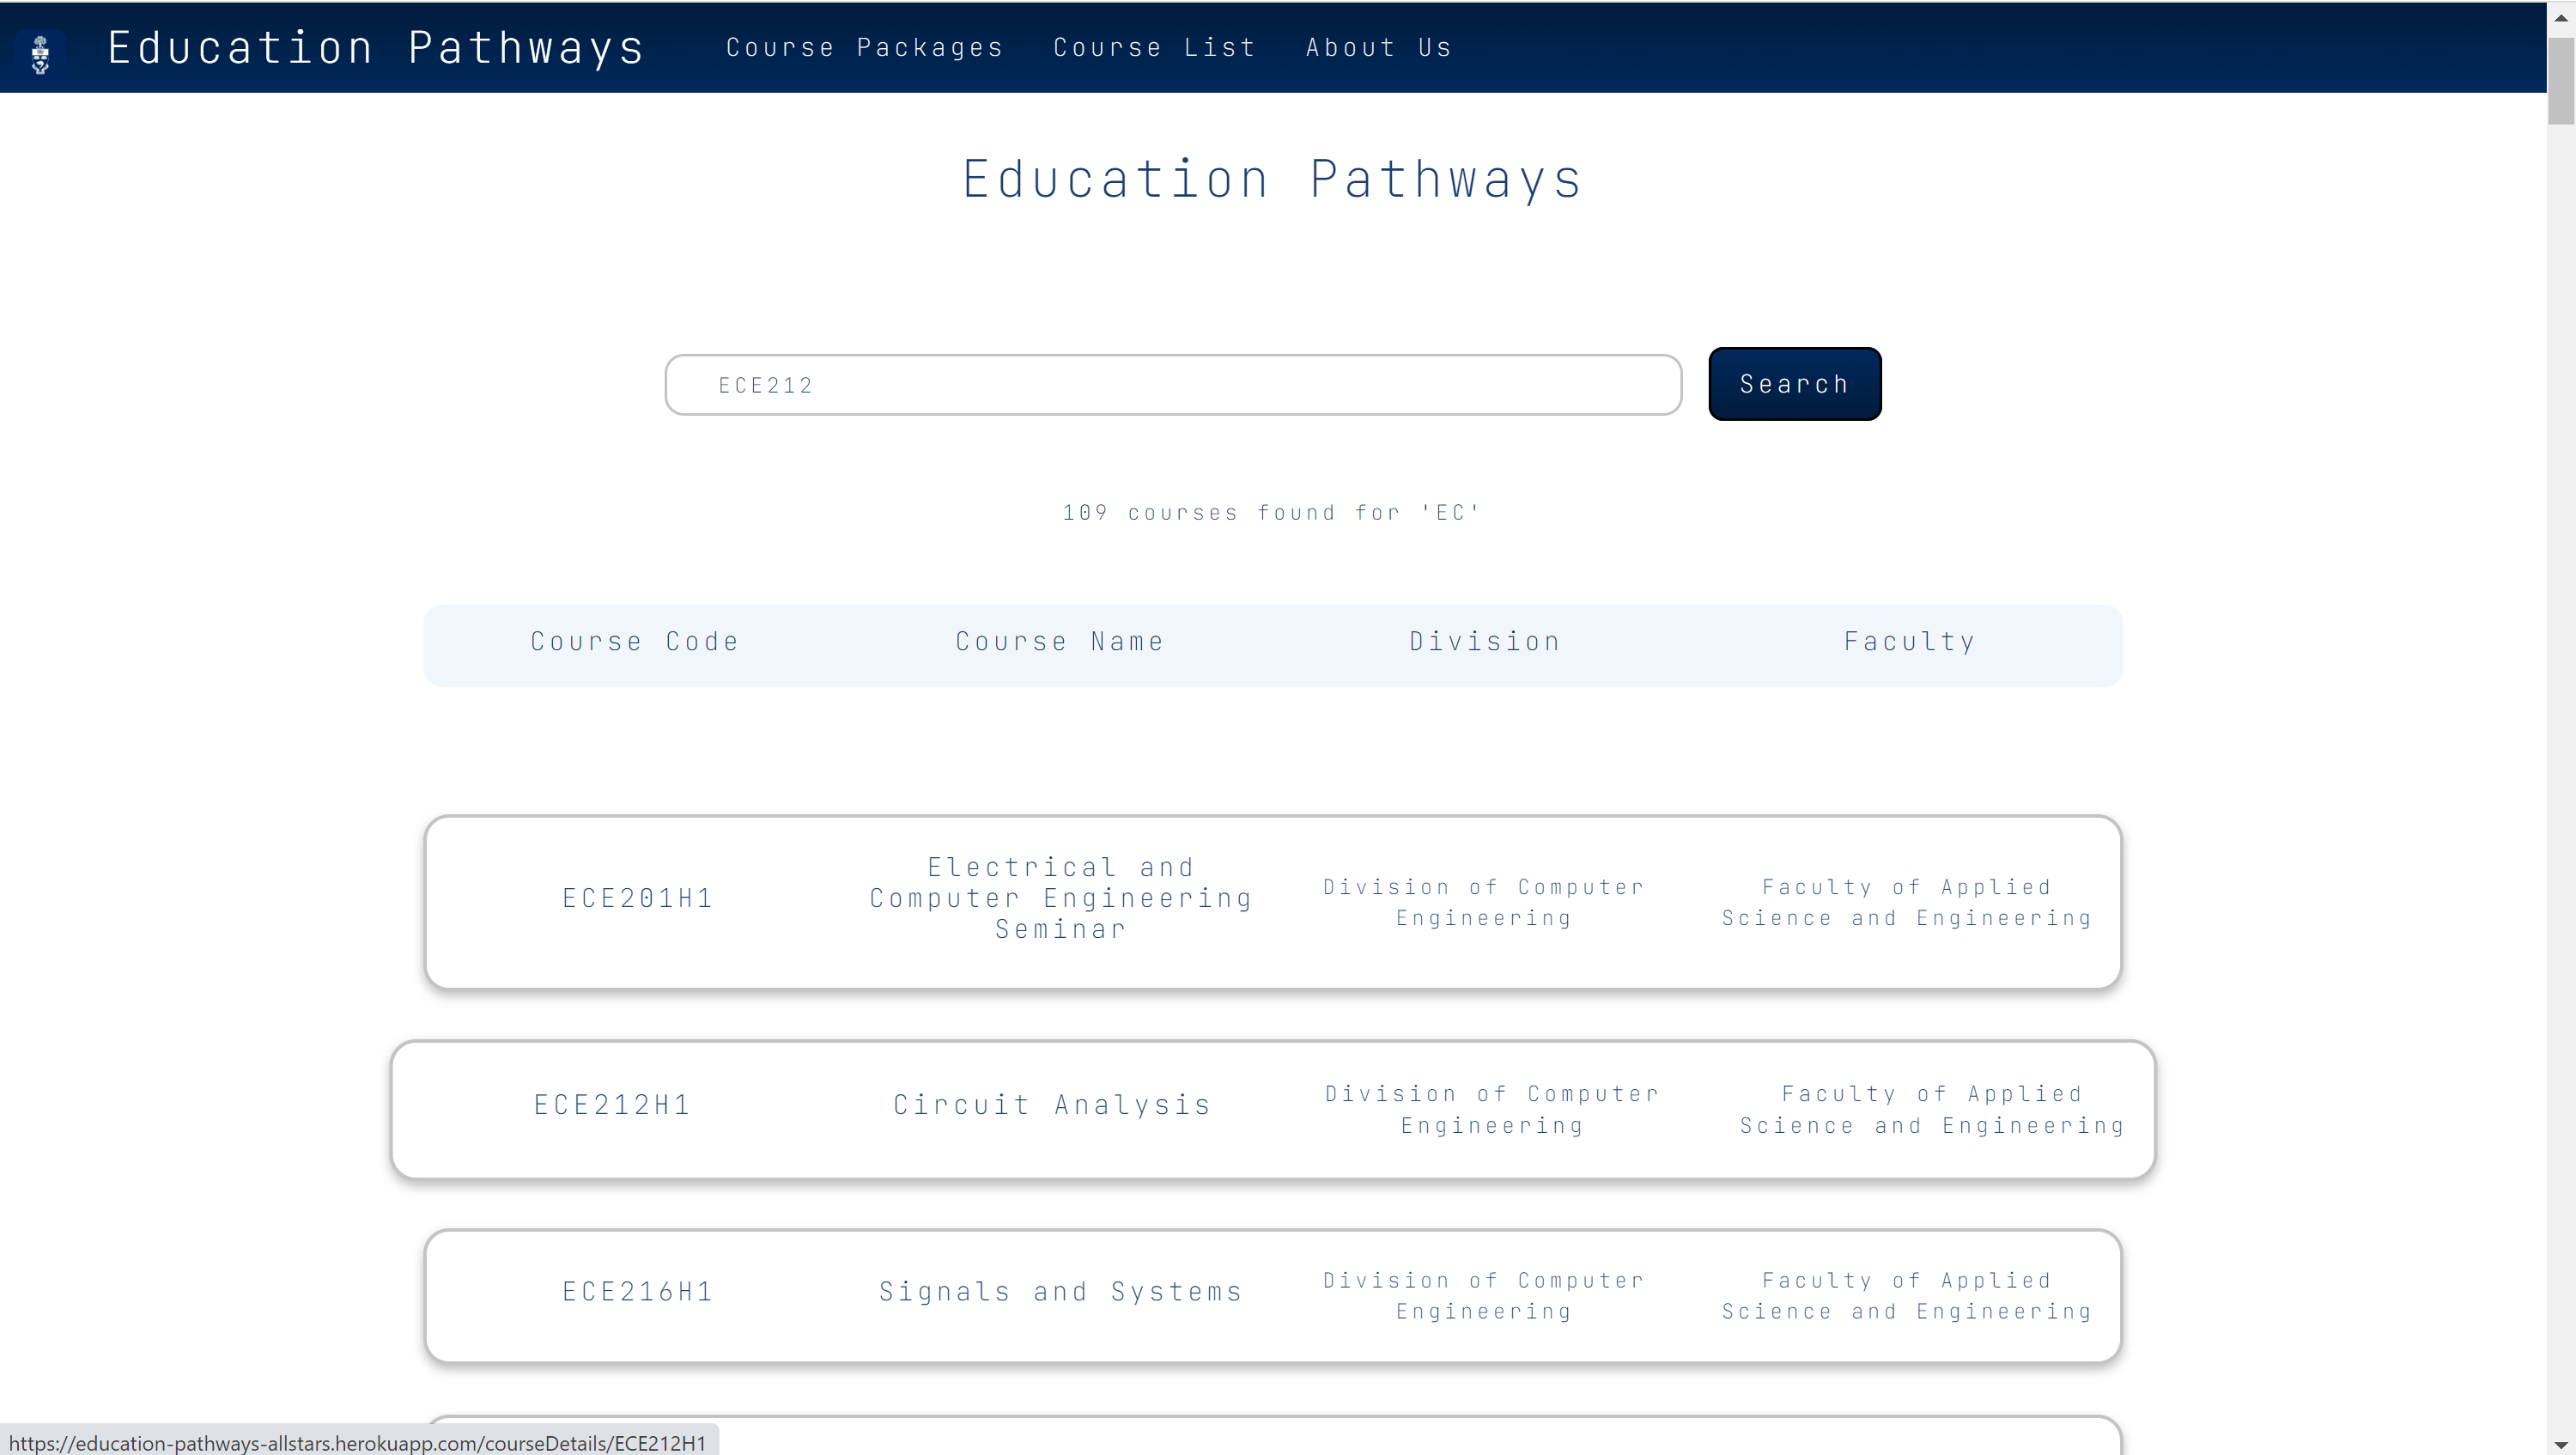 Education Pathways Course Packages Course List About Us
Education Pathways
ECE212 Search
109 courses found for 'EC'
Course Code Course Name Division Faculty
ECE201H1
Electrical and
Computer Engineering
Seminar
Division of Computer
Engineering
Faculty of Applied
Science and Engineering
ECE212H1
Circuit Analysis
Division of Computer
Engineering
Faculty of Applied
Science and Engineering
ECE216H1
Signals and Systems
Division of Computer
Engineering
Faculty of Applied
Science and Engineering
https://education-pathways-allstars.herokuapp.com/courseDetails/ECE212H1